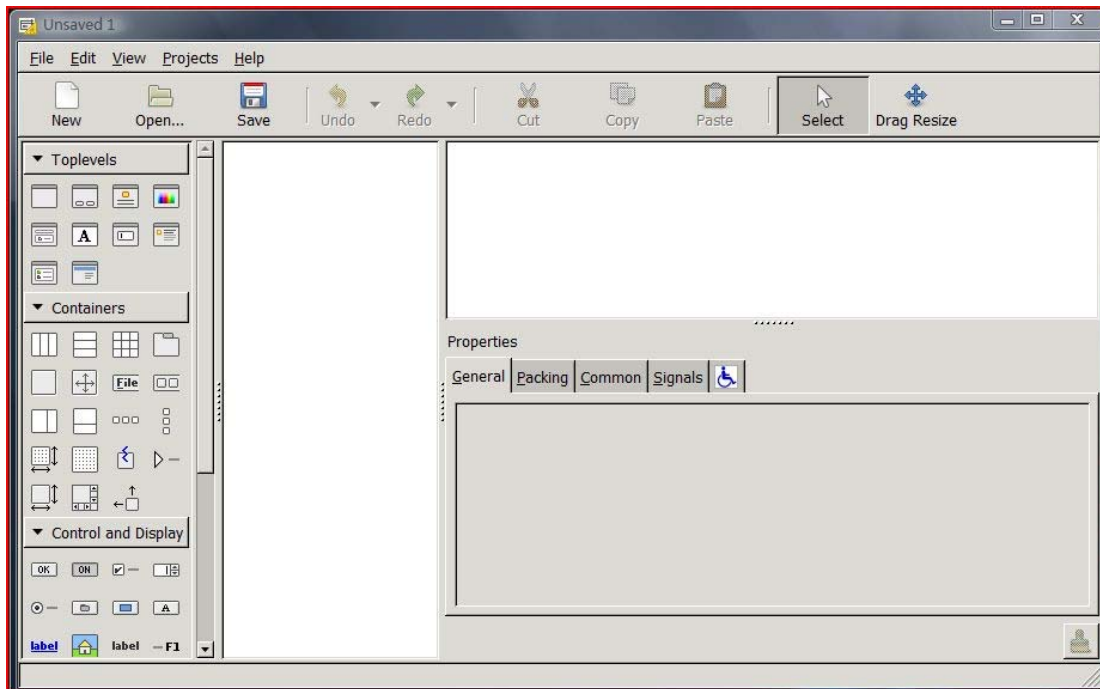 Unsaved 1
File Edit View Projects Help
New Open... Save Undo Redo Cut Copy Paste Select Drag Resize
Toplevels
A
Containers
File
Properties
General Packing Common Signals
Control and Display
OK ON
A
label label F1